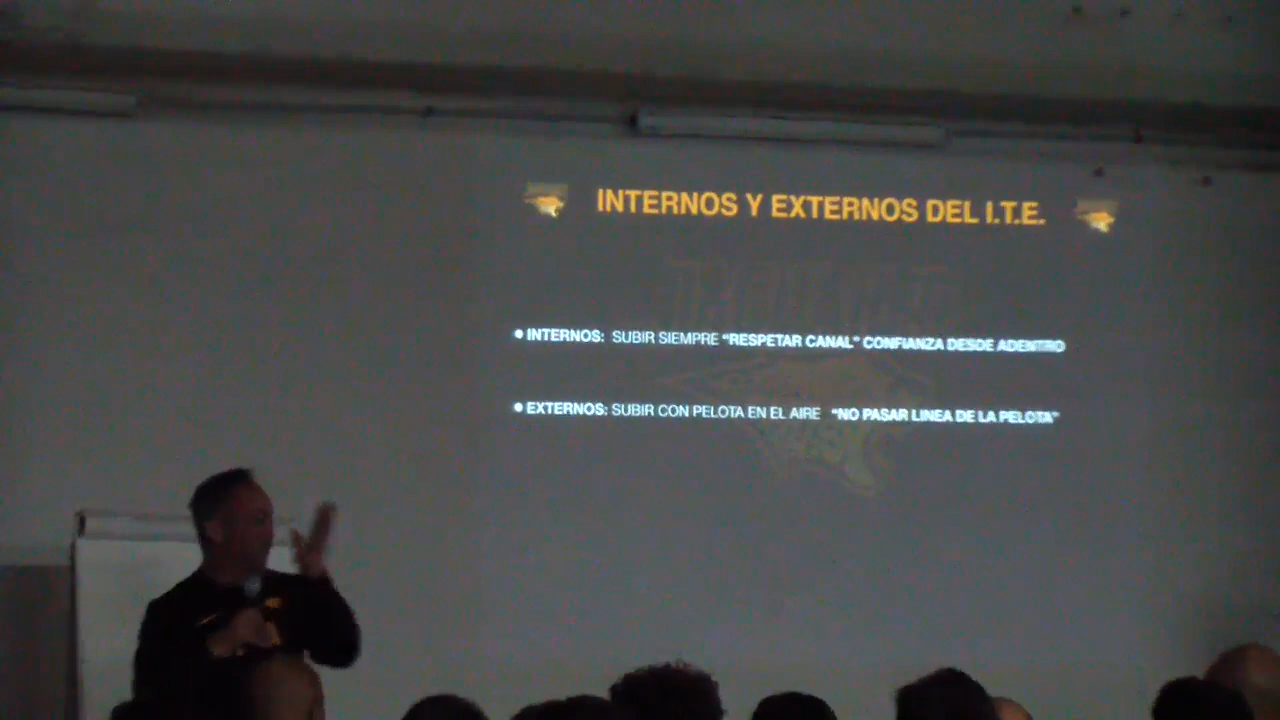 INTERNOS Y EXTERNOS DEL I.T.E.
• INTERNOS: SUBIR SIEMPRE “RESPETAR CANAL” CONFIANZA DESDE ADENTRO
• EXTERNOS: SUBIR CON PELOTA EN EL AIRE “NO PASAR LINEA DE LA PELOTA”